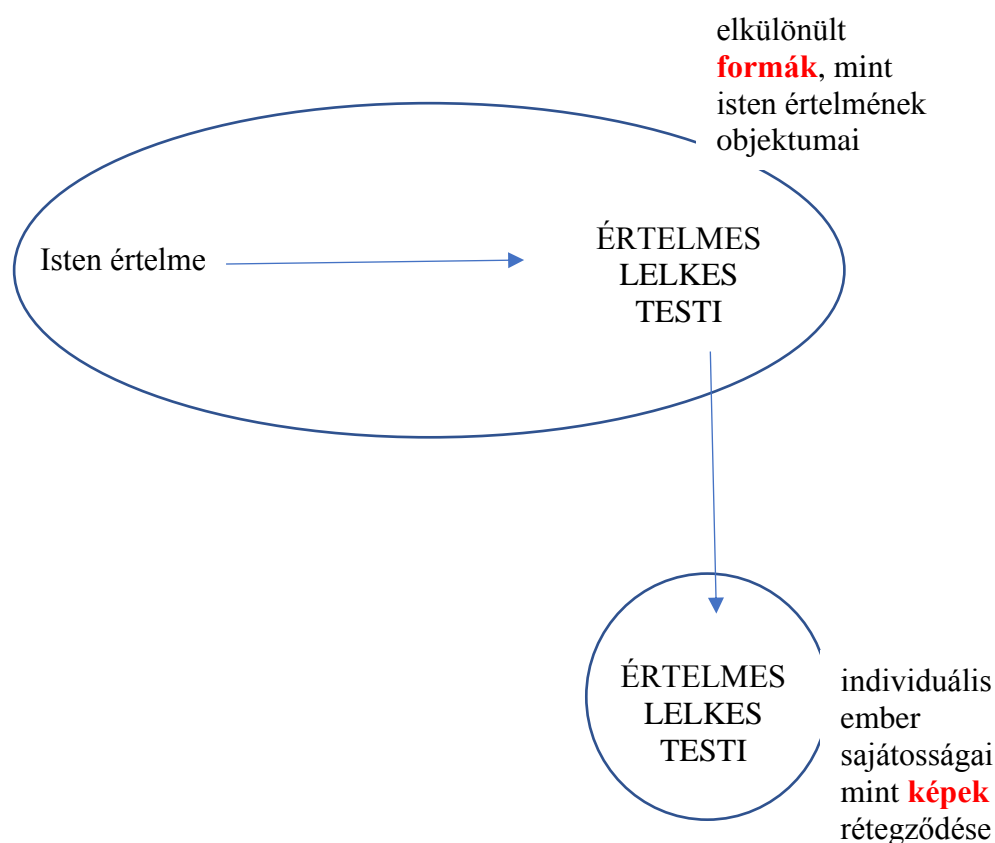 elkülönült
formák, mint
isten értelmének
objektumai
Isten értelme
ÉRTELMES
LELKES
TESTI
ÉRTELMES
LELKES
TESTI
individuális
ember
sajátosságai
mint képek
rétegződése